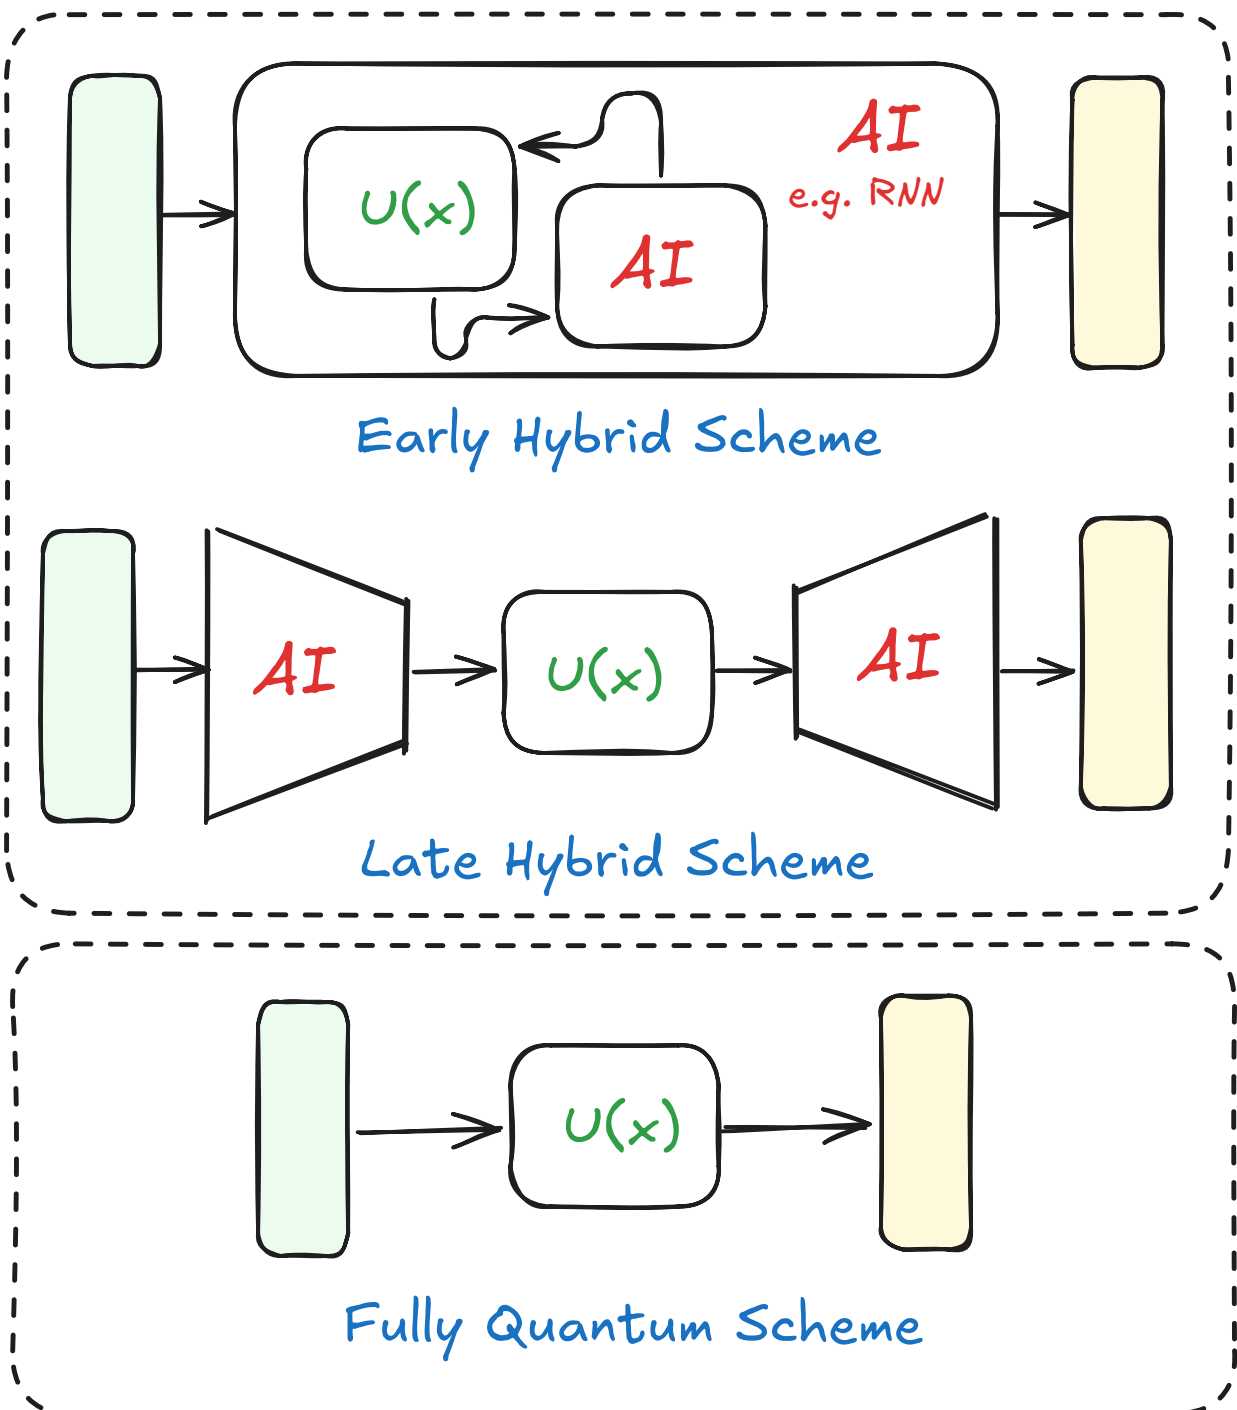 AI
e.g. RNN
U(x)
AI
Early Hybrid Scheme
AI
U(x)
AI
Late Hybrid Scheme
U(x)
Fully Quantum Scheme